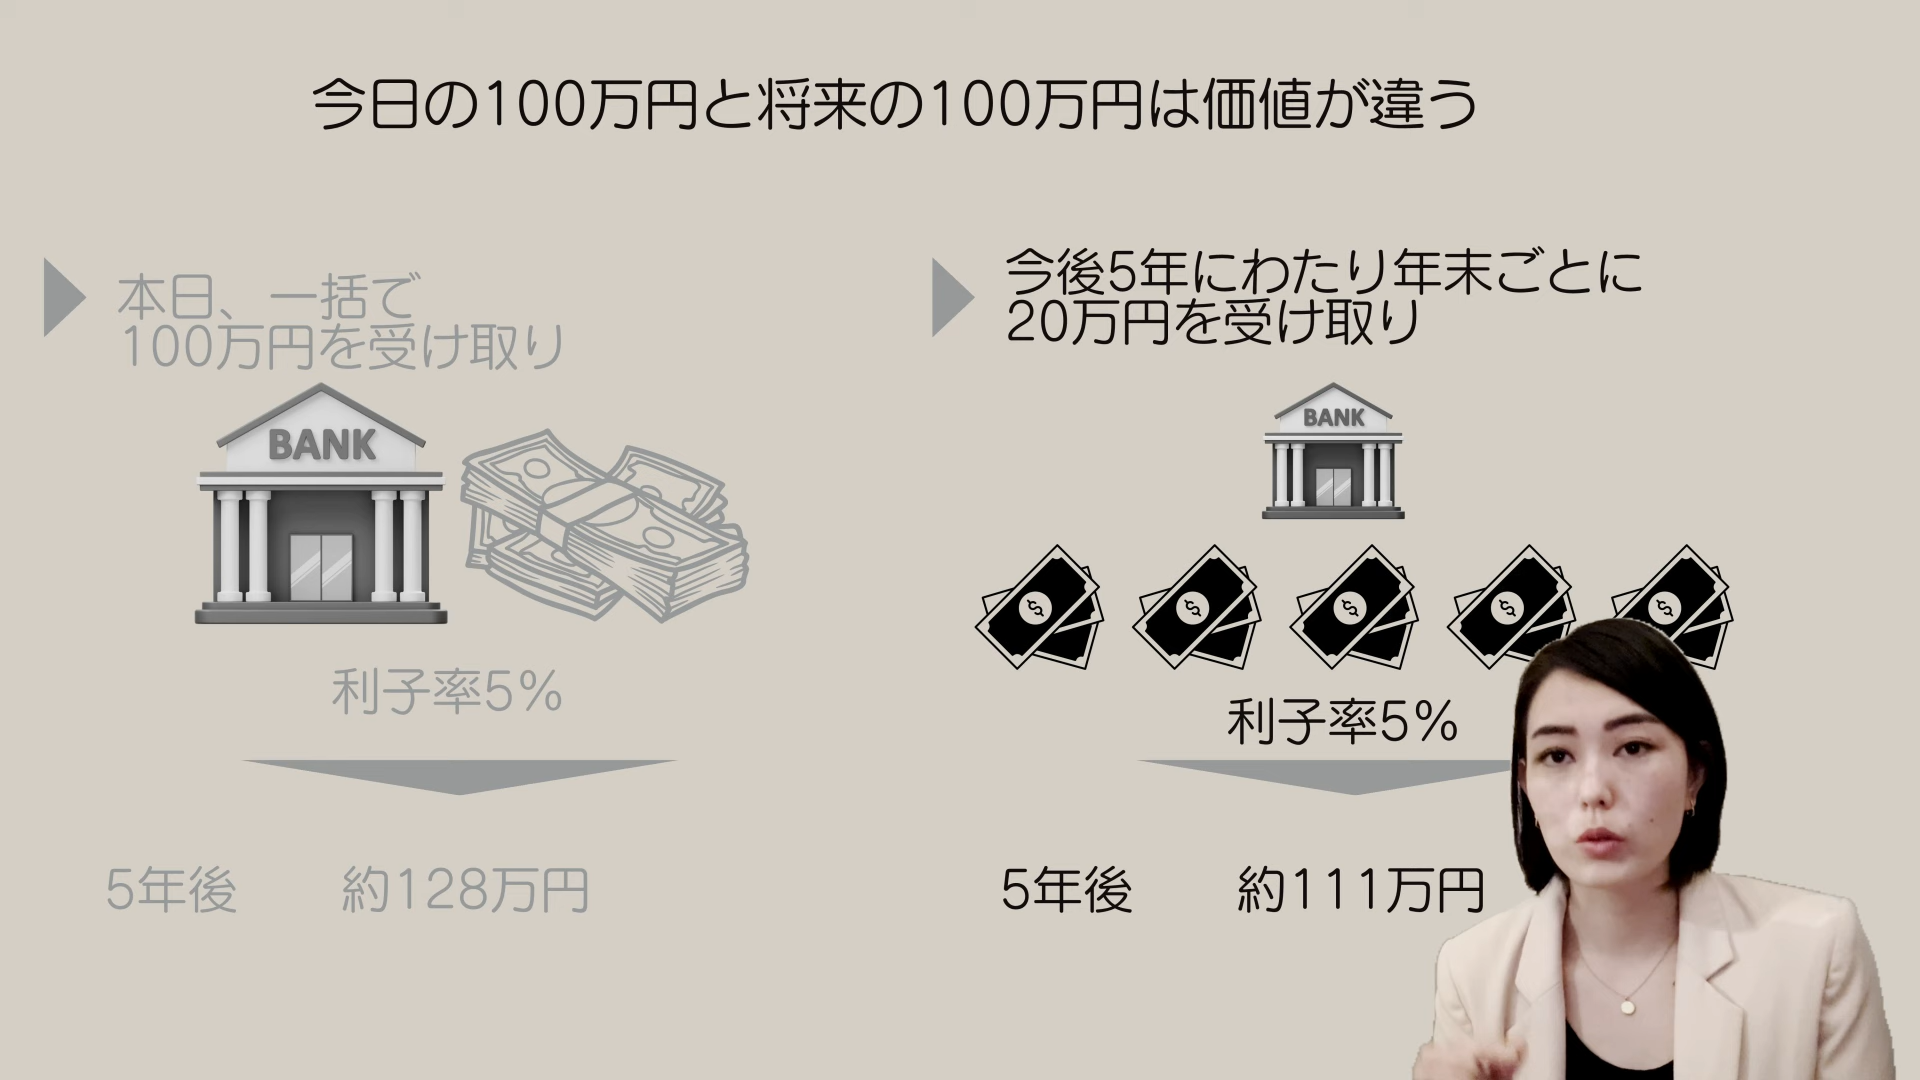 今日の100万円と将来の100万円は価値が違う
本日、一括で
100万円を受け取り
BANK
利子率5%
5年後 約128万円
今後5年にわたり年末ごとに
20万円を受け取り
BANK
利子率5%
5年後 約111万円